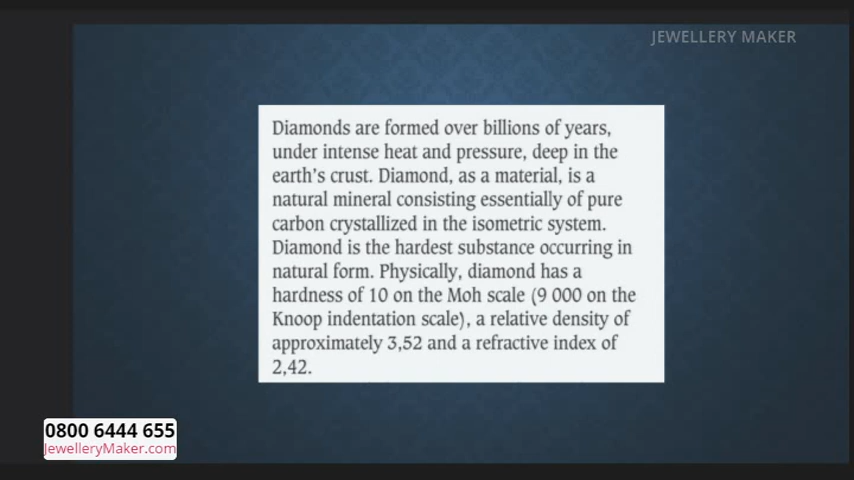 JEWELLERY MAKER
Diamonds are formed over billions of years,
under intense heat and pressure, deep in the
earth's crust. Diamond, as a material, is a
natural mineral consisting essentially of pure
carbon crystallized in the isometric system.
Diamond is the hardest substance occurring in
natural form. Physically, diamond has a
hardness of 10 on the Moh scale (9 000 on the
Knoop indentation scale), a relative density of
approximately 3,52 and a refractive index of
2,42.
0800 6444 655
JewelleryMaker.com